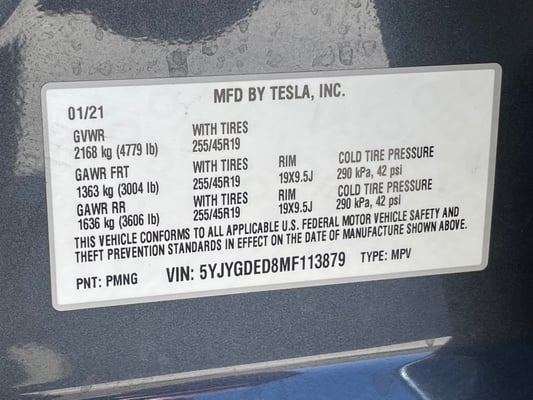 MFD BY TESLA, INC.
01/21
GVWR WITH TIRES
2168 kg (4779 lb) 255/45R19
GAWR FRT WITH TIRES RIM COLD TIRE PRESSURE
1363 kg (3004 lb) 255/45R19 19X9.5J 290 kPa, 42 psi
GAWR RR WITH TIRES RIM COLD TIRE PRESSURE
1636 kg (3606 lb) 255/45R19 19X9.5J 290 kPa, 42 psi
THIS VEHICLE CONFORMS TO ALL APPLICABLE U.S. FEDERAL MOTOR VEHICLE SAFETY AND
THEFT PREVENTION STANDARDS IN EFFECT ON THE DATE OF MANUFACTURE SHOWN ABOVE.
PNT: PMNG VIN: 5YJYGDED8MF113879 TYPE: MPV